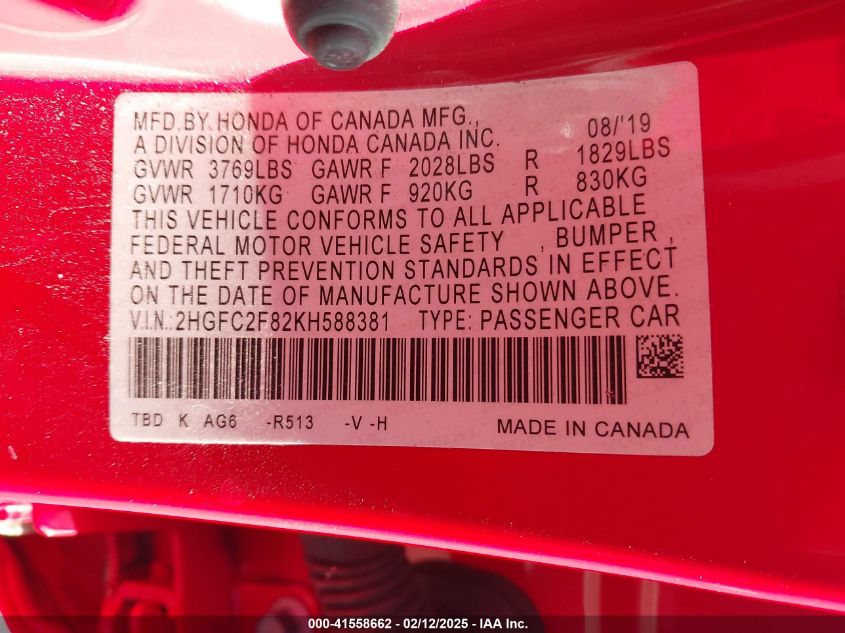 MFD.BY.HONDA OF CANADA MFG., 08/'19
A DIVISION OF HONDA CANADA INC.
GVWR 3769LBS GAWR F 2028LBS R 1829LBS
GVWR 1710KG GAWR F 920KG R 830KG
THIS VEHICLE CONFORMS TO ALL APPLICABLE
FEDERAL MOTOR VEHICLE SAFETY , BUMPER ,
AND THEFT PREVENTION STANDARDS IN EFFECT
ON THE DATE OF MANUFACTURE SHOWN ABOVE.
V.I.N.:2HGFC2F82KH588381 TYPE: PASSENGER CAR
TBD K AG6 -R513 -V -H MADE IN CANADA
000-41558662 - 02/12/2025 - IAA Inc.